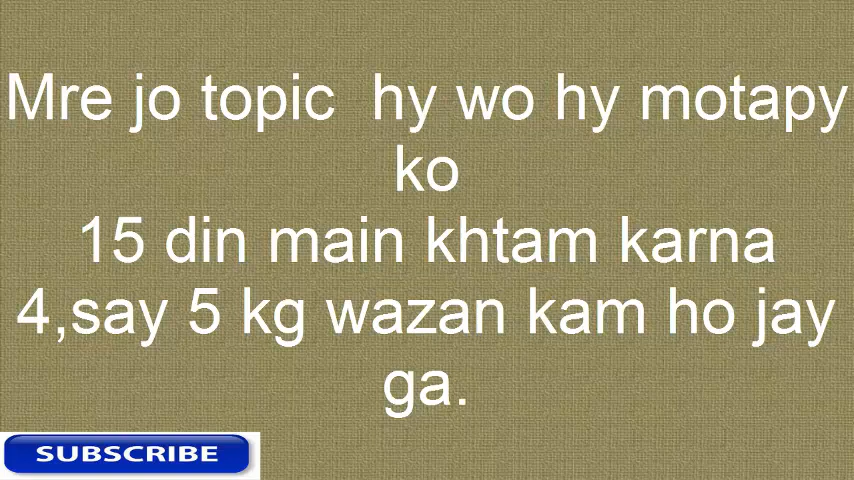 Mre jo topic  hy wo hy motapy
ko
15 din main khtam karna
4,say 5 kg wazan kam ho jay
ga.
SUBSCRIBE